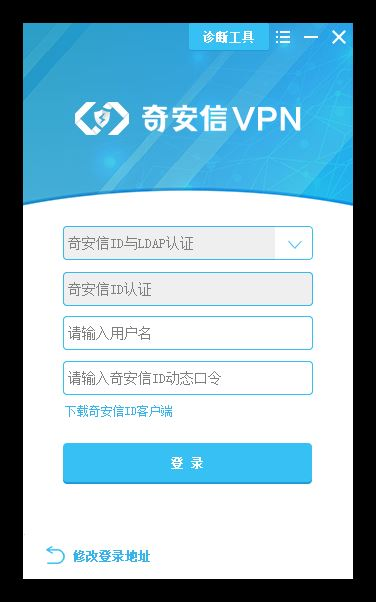 诊断工具
奇安信VPN
奇安信ID与LDAP认证
奇安信ID认证
请输入用户名
请输入奇安信ID动态口令
下载奇安信ID客户端
登 录
修改登录地址